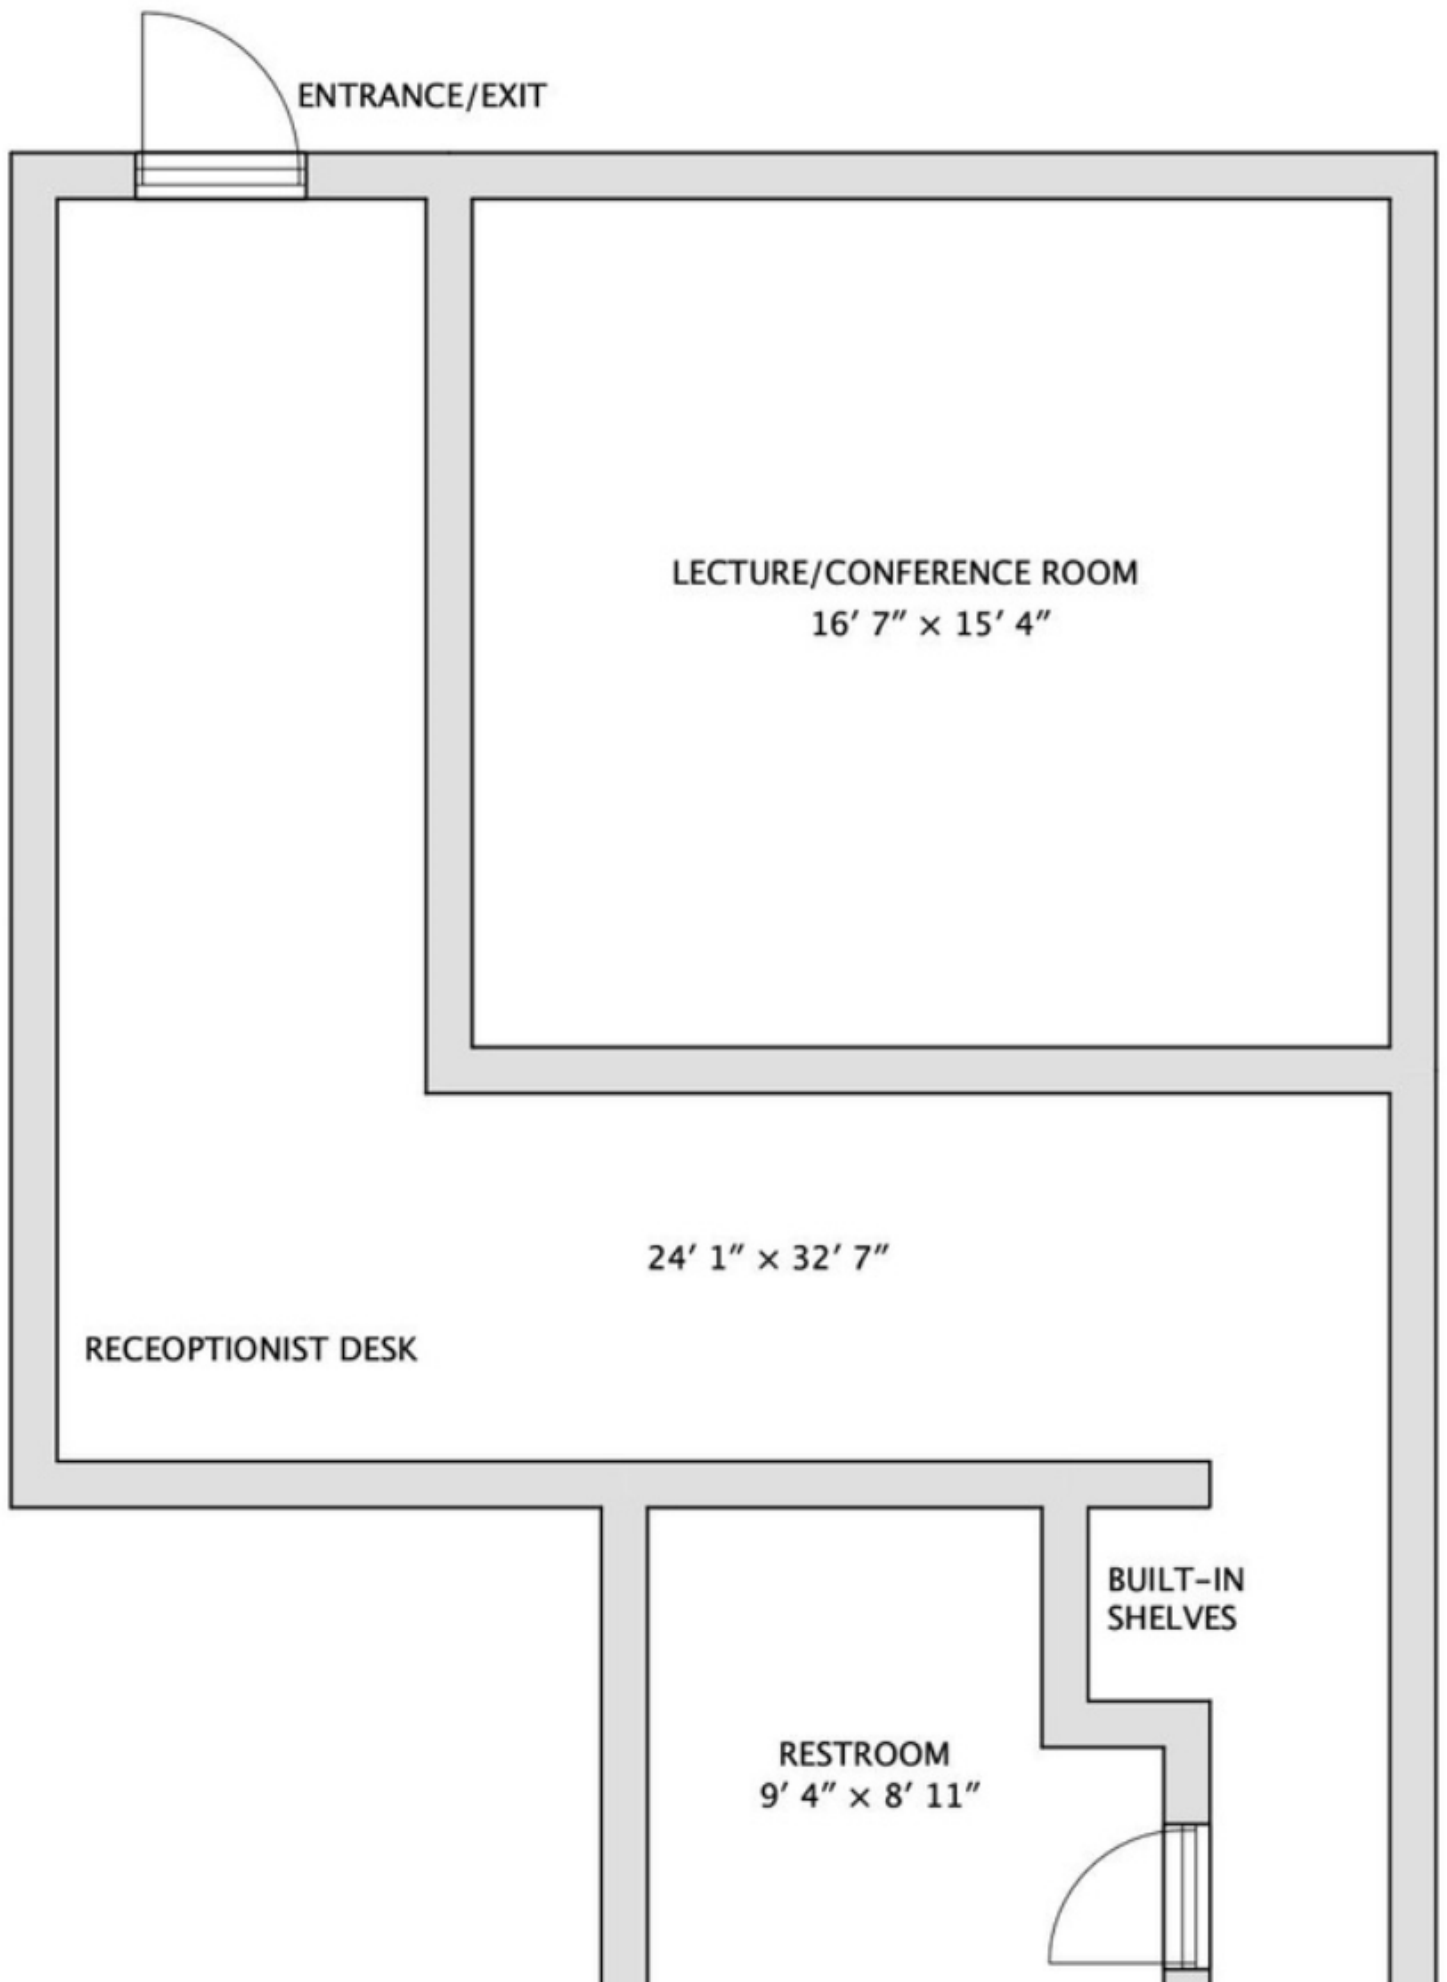 ENTRANCE/EXIT
LECTURE/CONFERENCE ROOM
16′ 7″ × 15′ 4″
24′ 1″ × 32′ 7″
RECEOPTIONIST DESK
BUILT-IN
SHELVES
RESTROOM
9′ 4″ × 8′ 11″